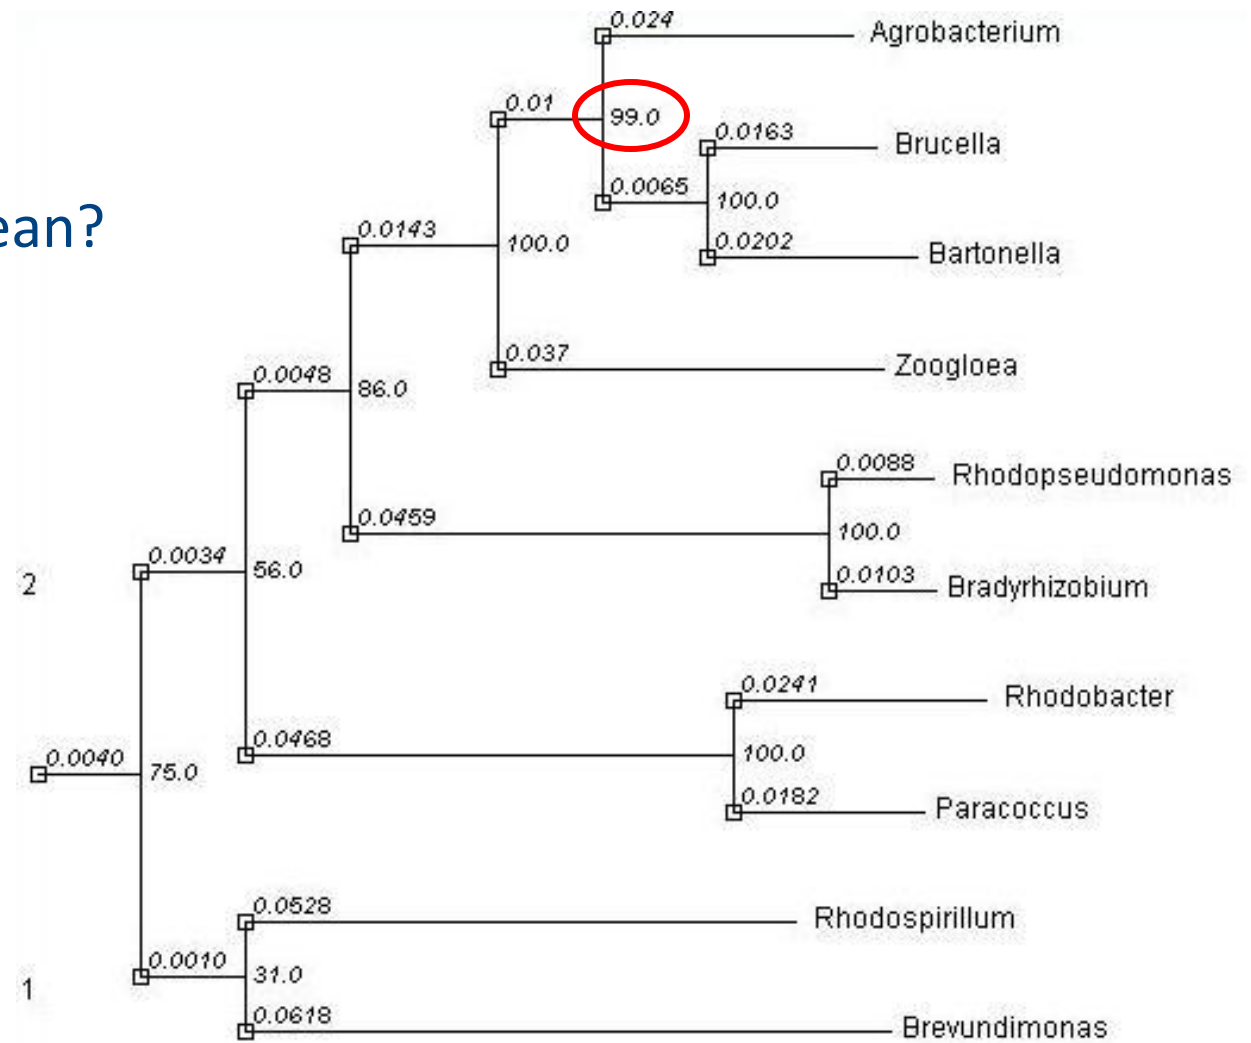 0.024
Agrobacterium
0.01
99.0
0.0163
Brucella
0.0065
100.0
ean?
0.0143
100.0
0.0202
Bartonella
0.037
Zoogloea
0.0048
86.0
0.0088
Rhodopseudomonas
0.0459
100.0
0.0034
56.0
2
0.0103
Bradyrhizobium
0.0241
Rhodobacter
0.0468
100.0
0.0040
75.0
0.0182
Paracoccus
0.0528
Rhodospirillum
0.0010
31.0
1
0.0618
Brevundimonas